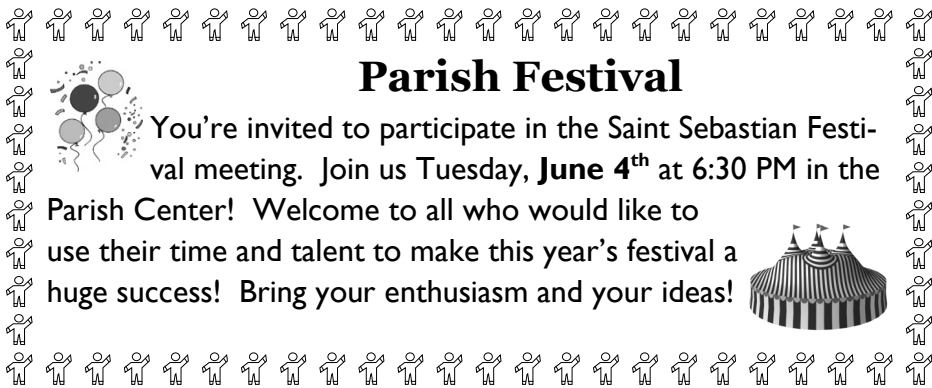 Parish Festival
You’re invited to participate in the Saint Sebastian Festi-
val meeting.  Join us Tuesday, June 4th at 6:30 PM in the
Parish Center!  Welcome to all who would like to
use their time and talent to make this year’s festival a
huge success!  Bring your enthusiasm and your ideas!